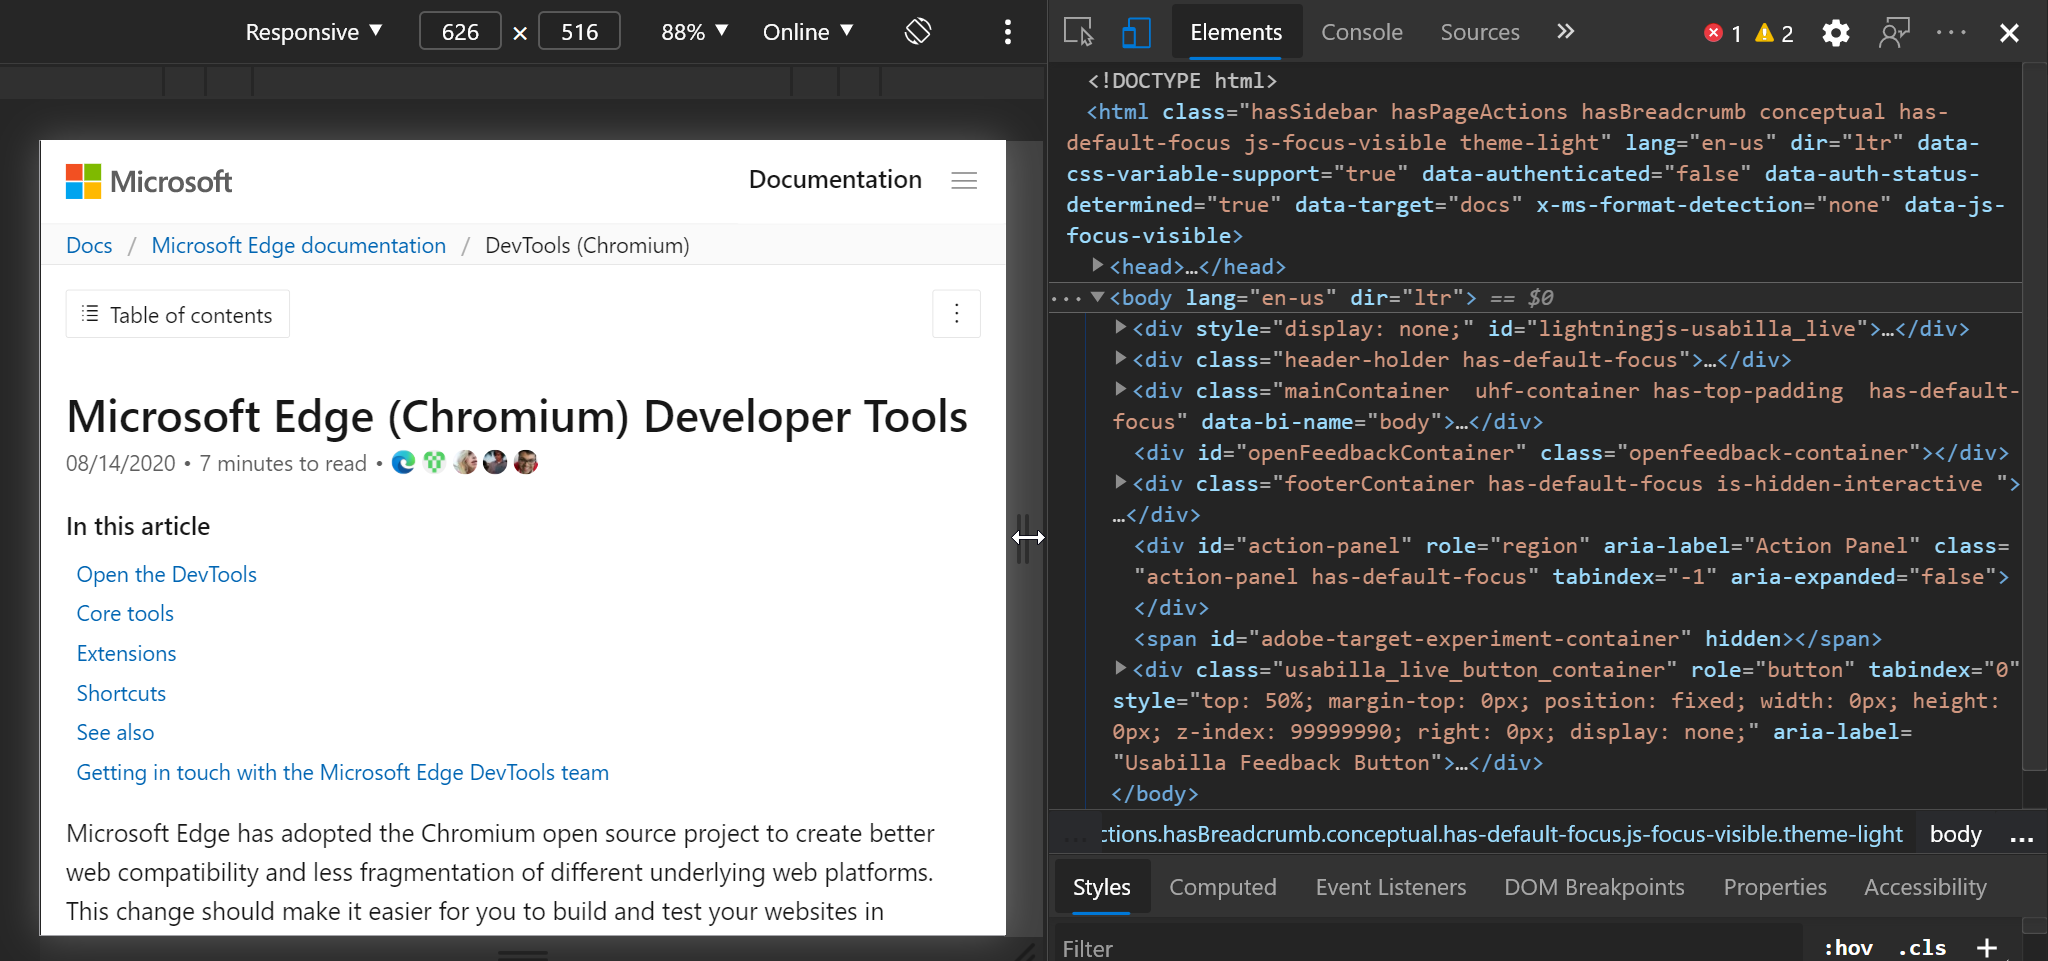 Responsive ▼ 626 × 516 88% ▼ Online ▼
Microsoft
Documentation
Docs / Microsoft Edge documentation / DevTools (Chromium)
Table of contents
Microsoft Edge (Chromium) Developer Tools
08/14/2020 • 7 minutes to read •
In this article
Open the DevTools
Core tools
Extensions
Shortcuts
See also
Getting in touch with the Microsoft Edge DevTools team
Microsoft Edge has adopted the Chromium open source project to create better
web compatibility and less fragmentation of different underlying web platforms.
This change should make it easier for you to build and test your websites in
Elements Console Sources » 1 2
<!DOCTYPE html>
<html class="hasSidebar hasPageActions hasBreadcrumb conceptual has-
default-focus js-focus-visible theme-light" lang="en-us" dir="ltr" data-
css-variable-support="true" data-authenticated="false" data-auth-status-
determined="true" data-target="docs" x-ms-format-detection="none" data-js-
focus-visible>
<head>…</head>
<body lang="en-us" dir="ltr"> == $0
<div style="display: none;" id="lightningjs-usabilla_live">…</div>
<div class="header-holder has-default-focus">…</div>
<div class="mainContainer  uhf-container has-top-padding  has-default-
focus" data-bi-name="body">…</div>
<div id="openFeedbackContainer" class="openfeedback-container"></div>
<div class="footerContainer has-default-focus is-hidden-interactive ">
…</div>
<div id="action-panel" role="region" aria-label="Action Panel" class=
"action-panel has-default-focus" tabindex="-1" aria-expanded="false">
</div>
<span id="adobe-target-experiment-container" hidden></span>
<div class="usabilla_live_button_container" role="button" tabindex="0"
style="top: 50%; margin-top: 0px; position: fixed; width: 0px; height:
0px; z-index: 99999990; right: 0px; display: none;" aria-label=
"Usabilla Feedback Button">…</div>
</body>
... ctions.hasBreadcrumb.conceptual.has-default-focus.js-focus-visible.theme-light body ...
Styles Computed Event Listeners DOM Breakpoints Properties Accessibility
Filter :hov .cls +